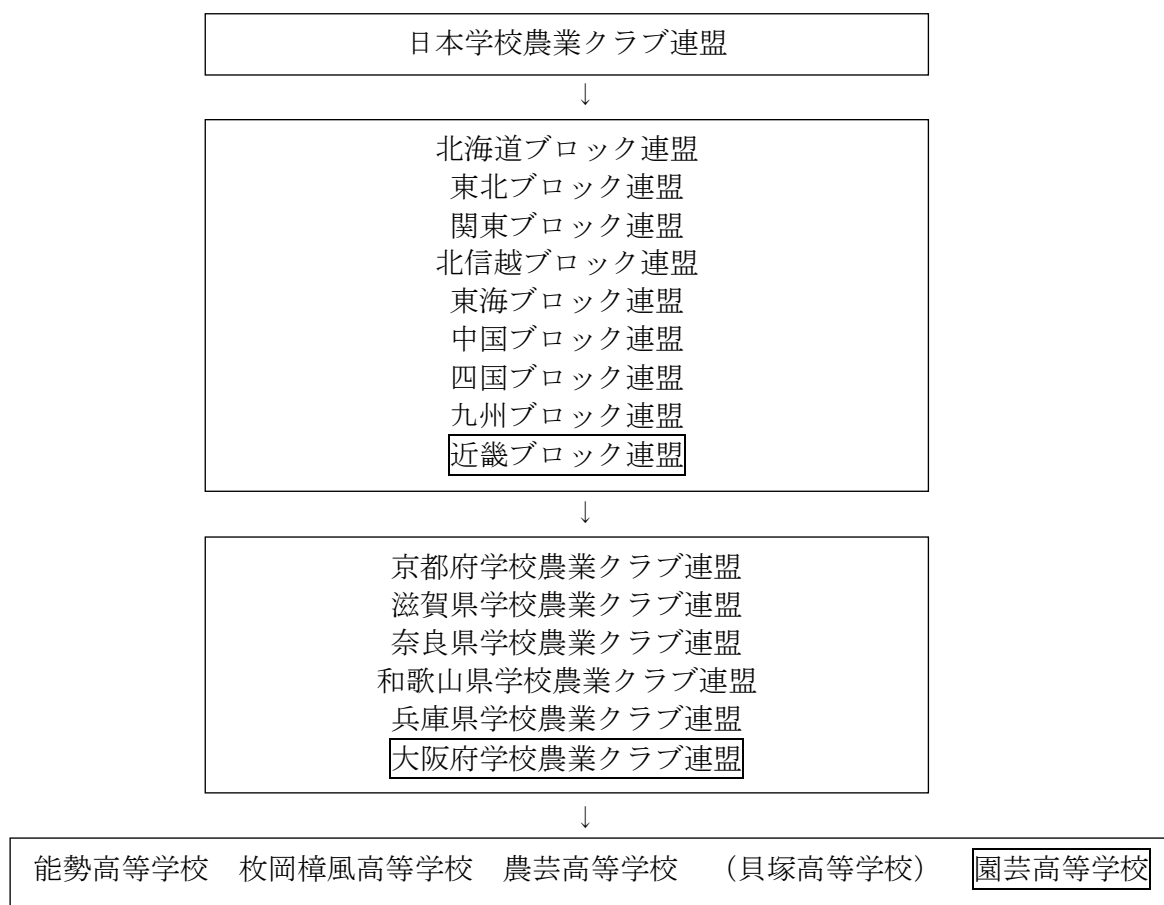 日本学校農業クラブ連盟
↓
北海道ブロック連盟
東北ブロック連盟
関東ブロック連盟
北信越ブロック連盟
東海ブロック連盟
中国ブロック連盟
四国ブロック連盟
九州ブロック連盟
近畿ブロック連盟
↓
京都府学校農業クラブ連盟
滋賀県学校農業クラブ連盟
奈良県学校農業クラブ連盟
和歌山県学校農業クラブ連盟
兵庫県学校農業クラブ連盟
大阪府学校農業クラブ連盟
↓
能勢高等学校　枚岡樟風高等学校　農芸高等学校　（貝塚高等学校）　園芸高等学校